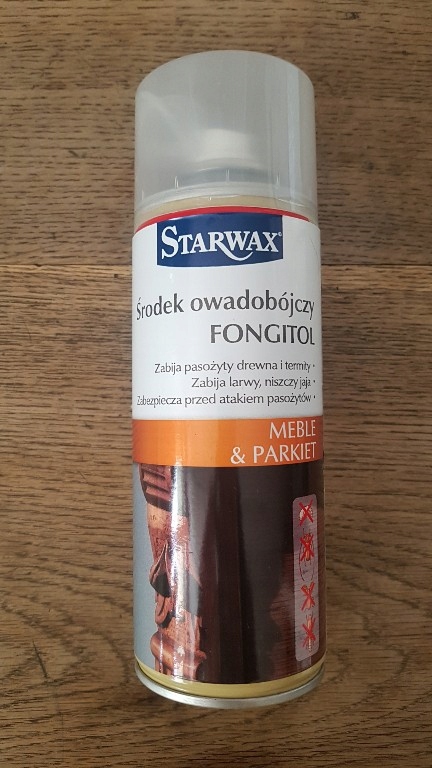 STARWAX®
Środek owadobójczy
FONGITOL
Zabija pasożyty drewna i termity •
Zabija larwy, niszczy jaja •
Zabezpiecza przed atakiem pasożytów •
MEBLE
& PARKIET